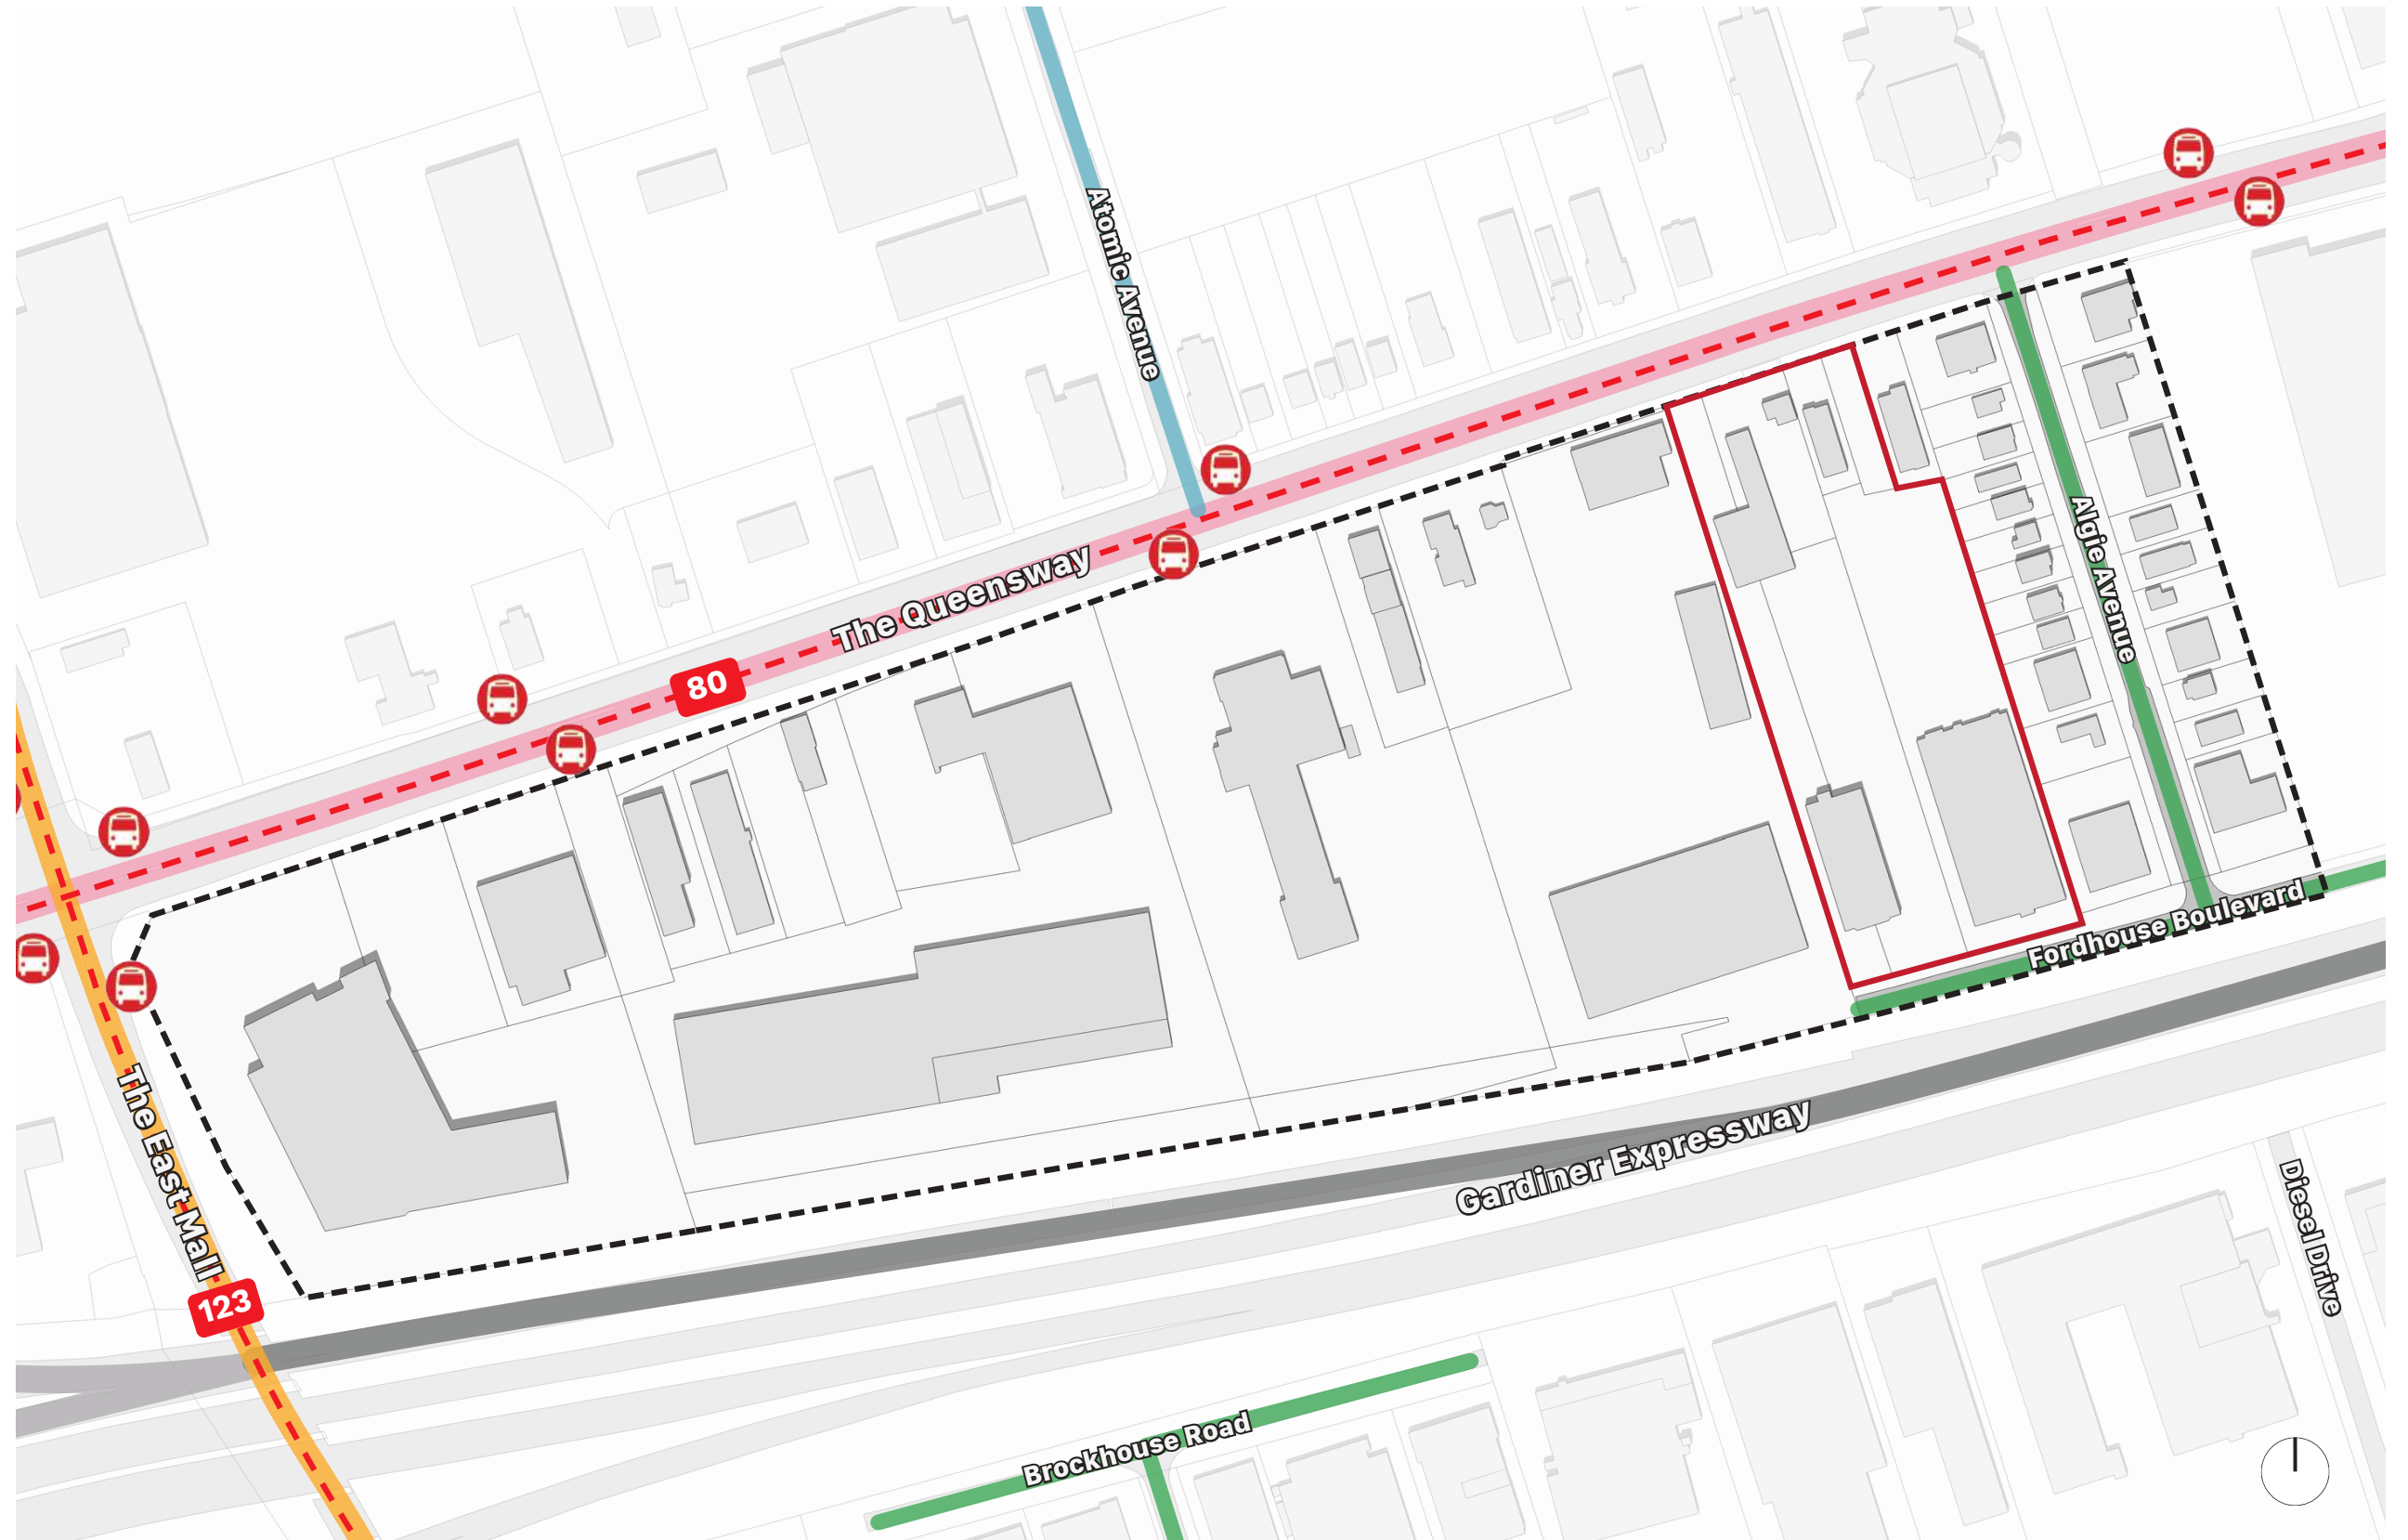 Atomic Avenue
The Queensway
80
Algie Avenue
Fordhouse Boulevard
The East Mall
Gardiner Expressway
Diesel Drive
123
Brockhouse Road